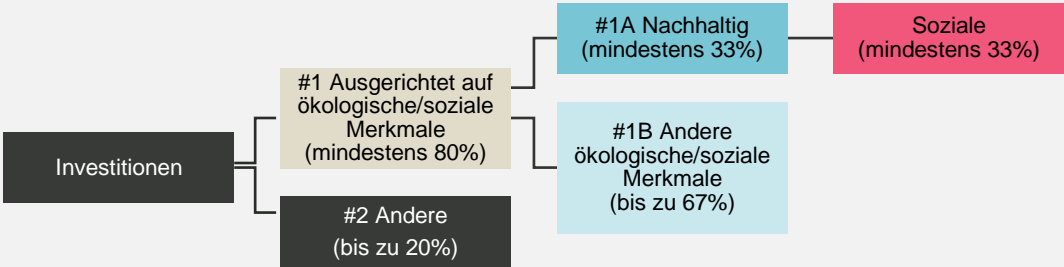 Investitionen
#1 Ausgerichtet auf
ökologische/soziale
Merkmale
(mindestens 80%)
#2 Andere
(bis zu 20%)
#1A Nachhaltig
(mindestens 33%)
#1B Andere
ökologische/soziale
Merkmale
(bis zu 67%)
Soziale
(mindestens 33%)